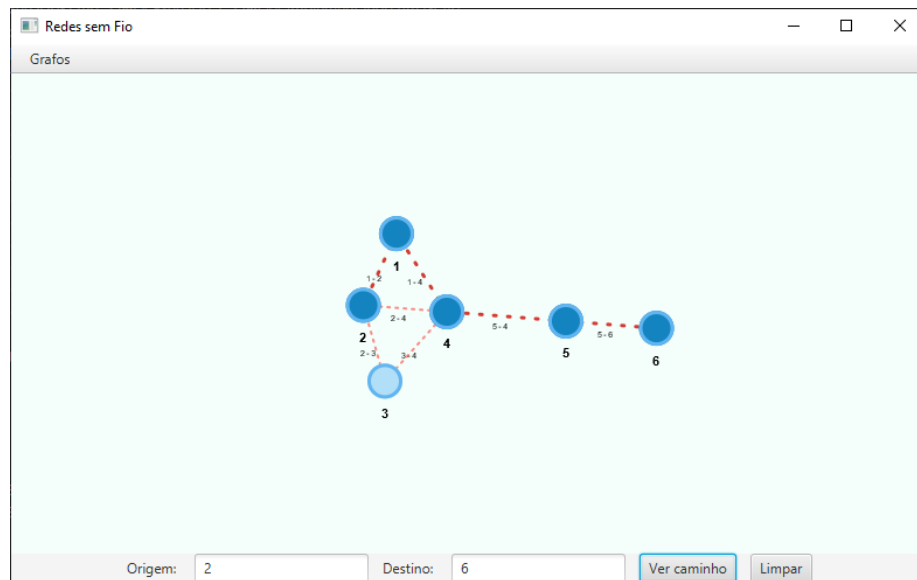 Redes sem Fio
Grafos
1
1 - 2
1 - 4
2 - 4
2
4
5 - 4
5
5 - 6
6
2 - 3
3 - 4
3
Origem: 2 Destino: 6 Ver caminho Limpar